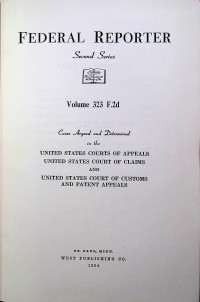 FEDERAL REPORTER
Second Series
Volume 323 F.2d
Cases Argued and Determined
in the
UNITED STATES COURTS OF APPEALS
UNITED STATES COURT OF CLAIMS
AND
UNITED STATES COURT OF CUSTOMS
AND PATENT APPEALS
ST. PAUL, MINN.
WEST PUBLISHING CO.
1964